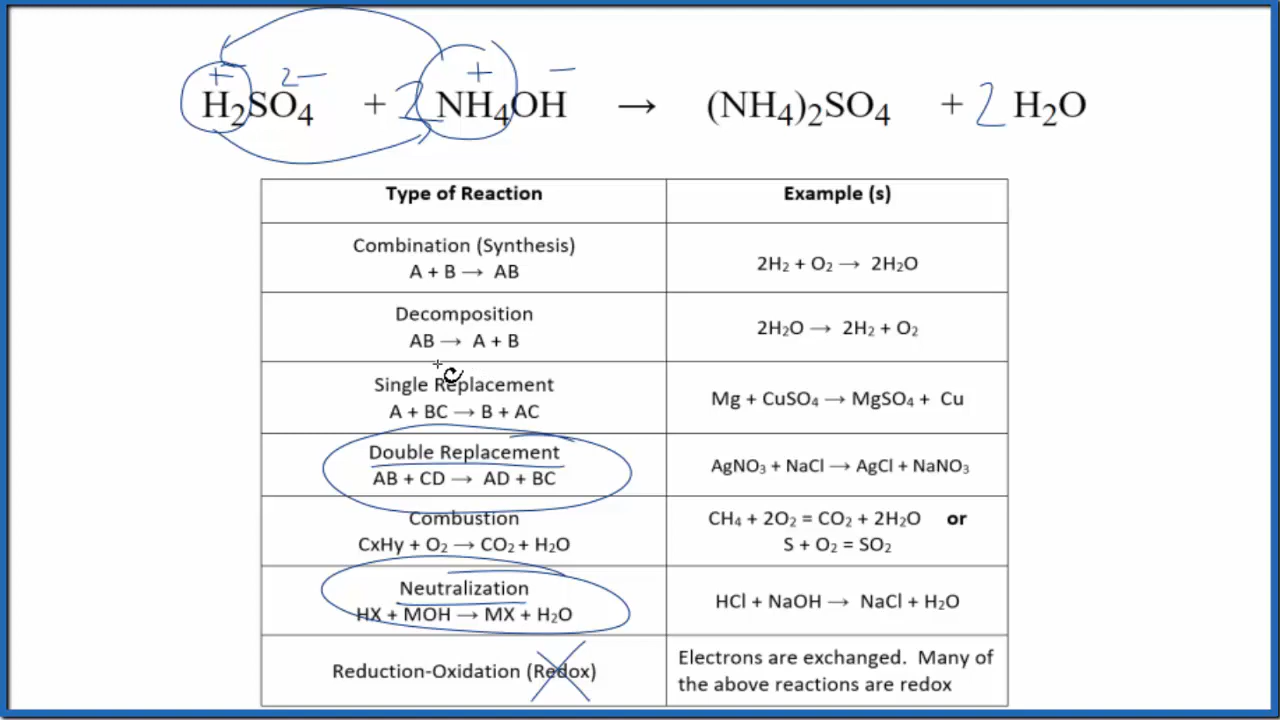 + 2− + −
H₂SO₄ + 2 NH₄OH → (NH₄)₂SO₄ + 2 H₂O
Type of Reaction Example (s)
Combination (Synthesis)
A + B → AB
2H₂ + O₂ → 2H₂O
Decomposition
AB → A + B
2H₂O → 2H₂ + O₂
Single Replacement
A + BC → B + AC
Mg + CuSO₄ → MgSO₄ + Cu
Double Replacement
AB + CD → AD + BC
AgNO₃ + NaCl → AgCl + NaNO₃
Combustion
CxHy + O₂ → CO₂ + H₂O
CH₄ + 2O₂ = CO₂ + 2H₂O or
S + O₂ = SO₂
Neutralization
HX + MOH → MX + H₂O
HCl + NaOH → NaCl + H₂O
Reduction-Oxidation (Redox)
Electrons are exchanged. Many of
the above reactions are redox